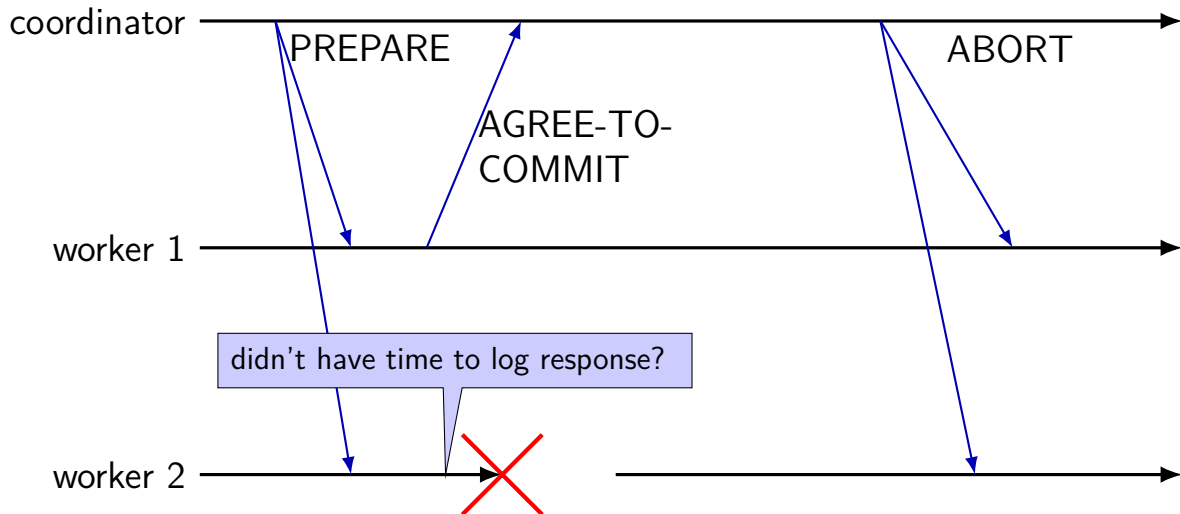 coordinator
PREPARE
ABORT
AGREE-TO-
COMMIT
worker 1
didn't have time to log response?
worker 2